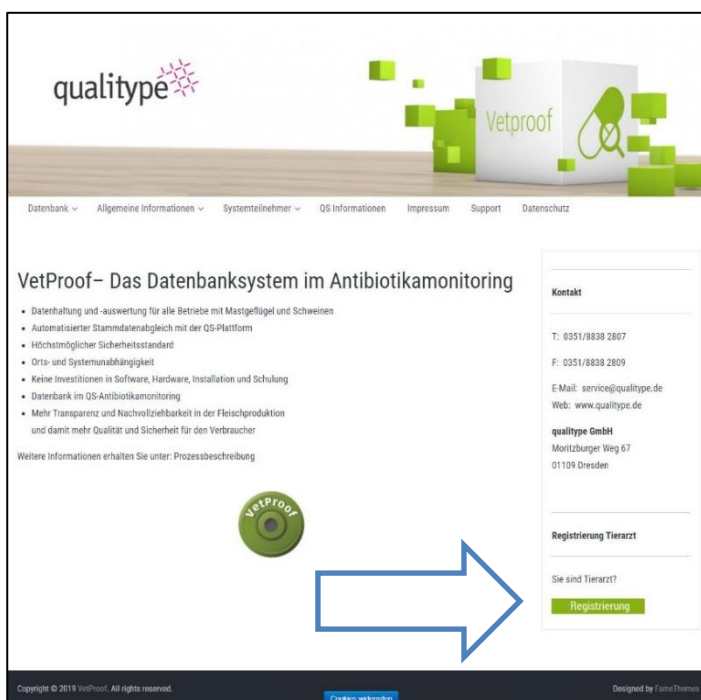 qualitype
Vetproof
Datenbank
Allgemeine Informationen
Systemteilnehmer
QS Informationen
Impressum
Support
Datenschutz
VetProof– Das Datenbanksystem im Antibiotikamonitoring
• Datenhaltung und -auswertung für alle Betriebe mit Mastgeflügel und Schweinen
• Automatisierter Stammdatenabgleich mit der QS-Plattform
• Höchstmöglicher Sicherheitsstandard
• Orts- und Systemunabhängigkeit
• Keine Investitionen in Software, Hardware, Installation und Schulung
• Datenbank im QS-Antibiotikamonitoring
• Mehr Transparenz und Nachvollziehbarkeit in der Fleischproduktion
und damit mehr Qualität und Sicherheit für den Verbraucher
Weitere Informationen erhalten Sie unter: Prozessbeschreibung
VetProof
Kontakt
T: 0351/8838 2807
F: 0351/8838 2809
E-Mail: service@qualitype.de
Web: www.qualitype.de
qualitype GmbH
Moritzburger Weg 67
01109 Dresden
Registrierung Tierarzt
Sie sind Tierarzt?
Registrierung
Copyright © 2019 VetProof. All rights reserved.
Cookies widerrufen
Designed by FameThemes